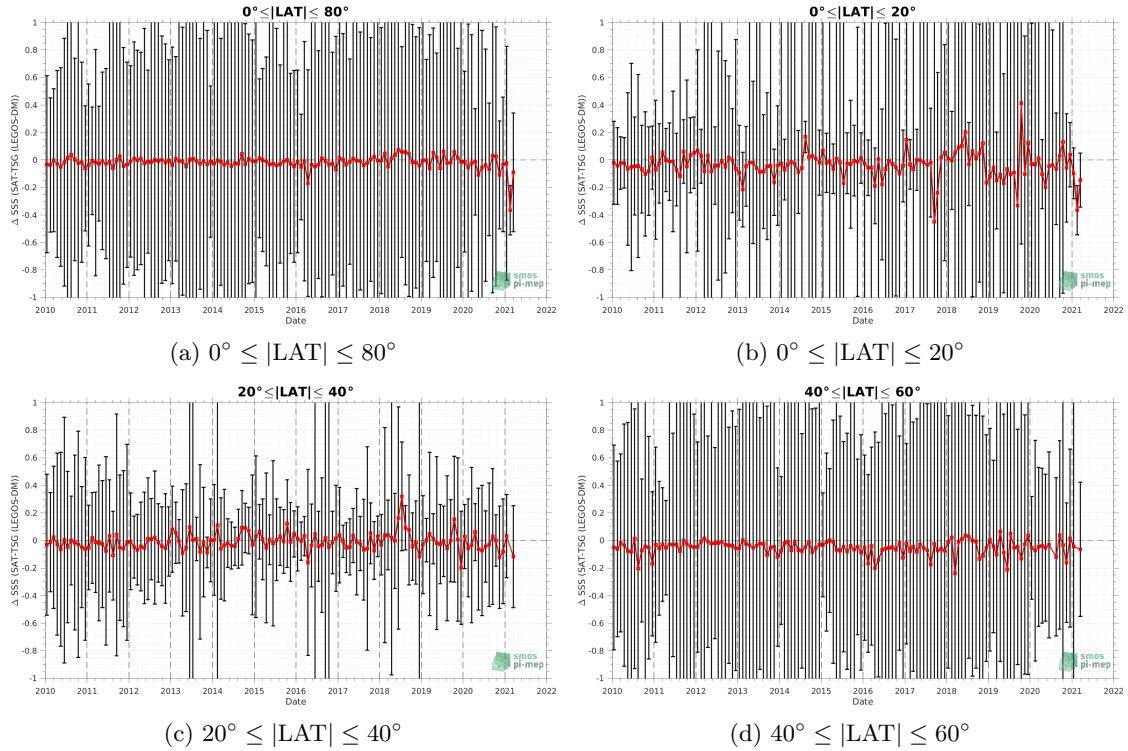 0°≤|LAT|≤ 80°
Δ SSS (SAT-TSG (LEGOS-DM))
1
0.8
0.6
0.4
0.2
0
-0.2
-0.4
-0.6
-0.8
-1
2010 2011 2012 2013 2014 2015 2016 2017 2018 2019 2020 2021 2022
Date
smos
pi-mep
(a) 0° ≤ |LAT| ≤ 80°
0°≤|LAT|≤ 20°
Δ SSS (SAT-TSG (LEGOS-DM))
1
0.8
0.6
0.4
0.2
0
-0.2
-0.4
-0.6
-0.8
-1
2010 2011 2012 2013 2014 2015 2016 2017 2018 2019 2020 2021 2022
Date
smos
pi-mep
(b) 0° ≤ |LAT| ≤ 20°
20°≤|LAT|≤ 40°
Δ SSS (SAT-TSG (LEGOS-DM))
1
0.8
0.6
0.4
0.2
0
-0.2
-0.4
-0.6
-0.8
-1
2010 2011 2012 2013 2014 2015 2016 2017 2018 2019 2020 2021 2022
Date
smos
pi-mep
(c) 20° ≤ |LAT| ≤ 40°
40°≤|LAT|≤ 60°
Δ SSS (SAT-TSG (LEGOS-DM))
1
0.8
0.6
0.4
0.2
0
-0.2
-0.4
-0.6
-0.8
-1
2010 2011 2012 2013 2014 2015 2016 2017 2018 2019 2020 2021 2022
Date
smos
pi-mep
(d) 40° ≤ |LAT| ≤ 60°